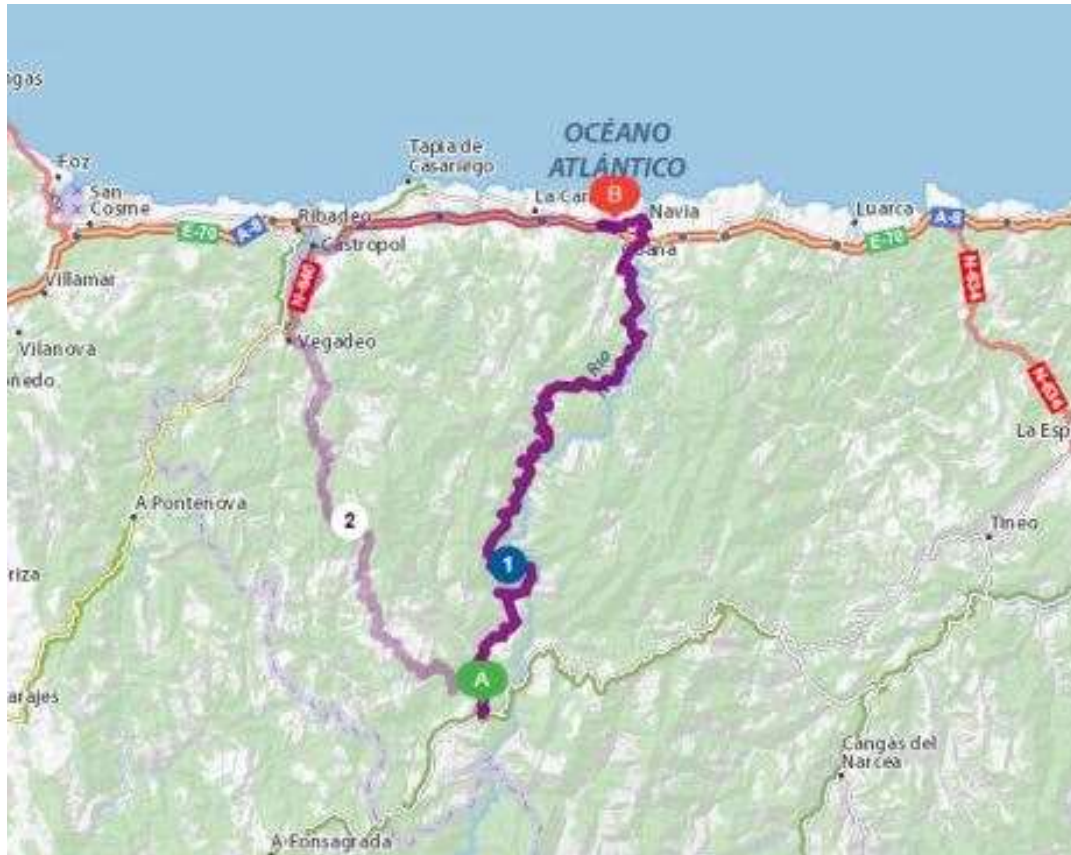 OCÉANO
ATLÁNTICO
Foz
San
Cosme
Tapia de
Casariego
La Car
B
Navia
Luarca
A-8
E-70
A-8
Ribadeo
Castropol
E-70
N-634
Villamar
N-640
Vegadeo
Vilanova
Río
N-634
La Esp
A Pontenova
2
Tineo
riza
1
A
arajes
Cangas del
Narcea
A Fonsagrada